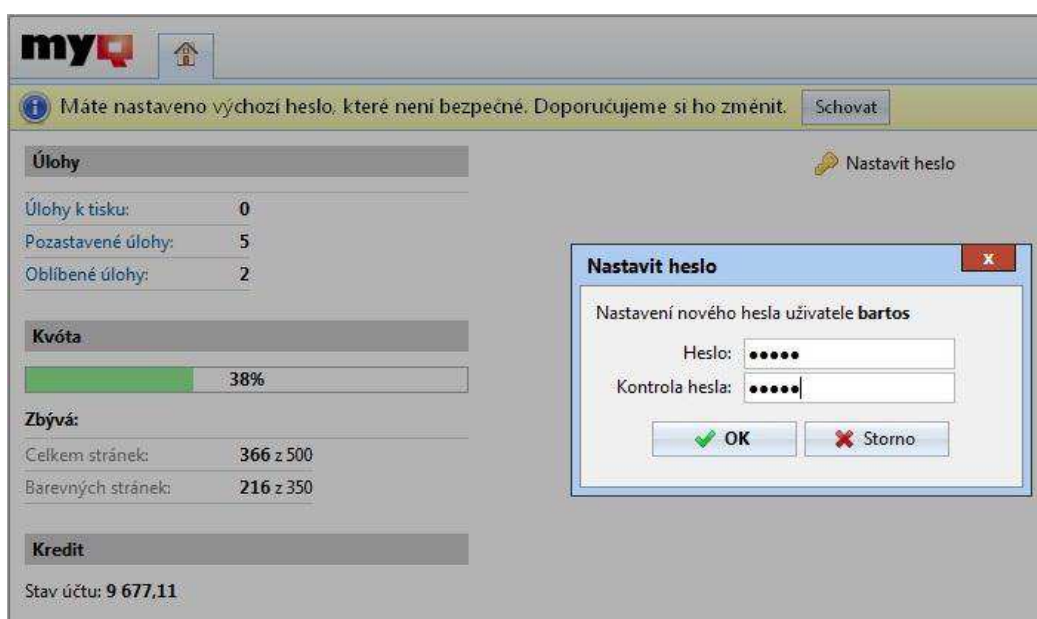 myQ
Máte nastaveno výchozí heslo, které není bezpečné. Doporučujeme si ho změnit. Schovat
Úlohy
Nastavit heslo
Úlohy k tisku: 0
Pozastavené úlohy: 5
Oblíbené úlohy: 2
Nastavit heslo x
Nastavení nového hesla uživatele bartos
Heslo: •••••
Kontrola hesla: •••••
OK Storno
Kvóta
38%
Zbývá:
Celkem stránek: 366 z 500
Barevných stránek: 216 z 350
Kredit
Stav účtu: 9 677,11